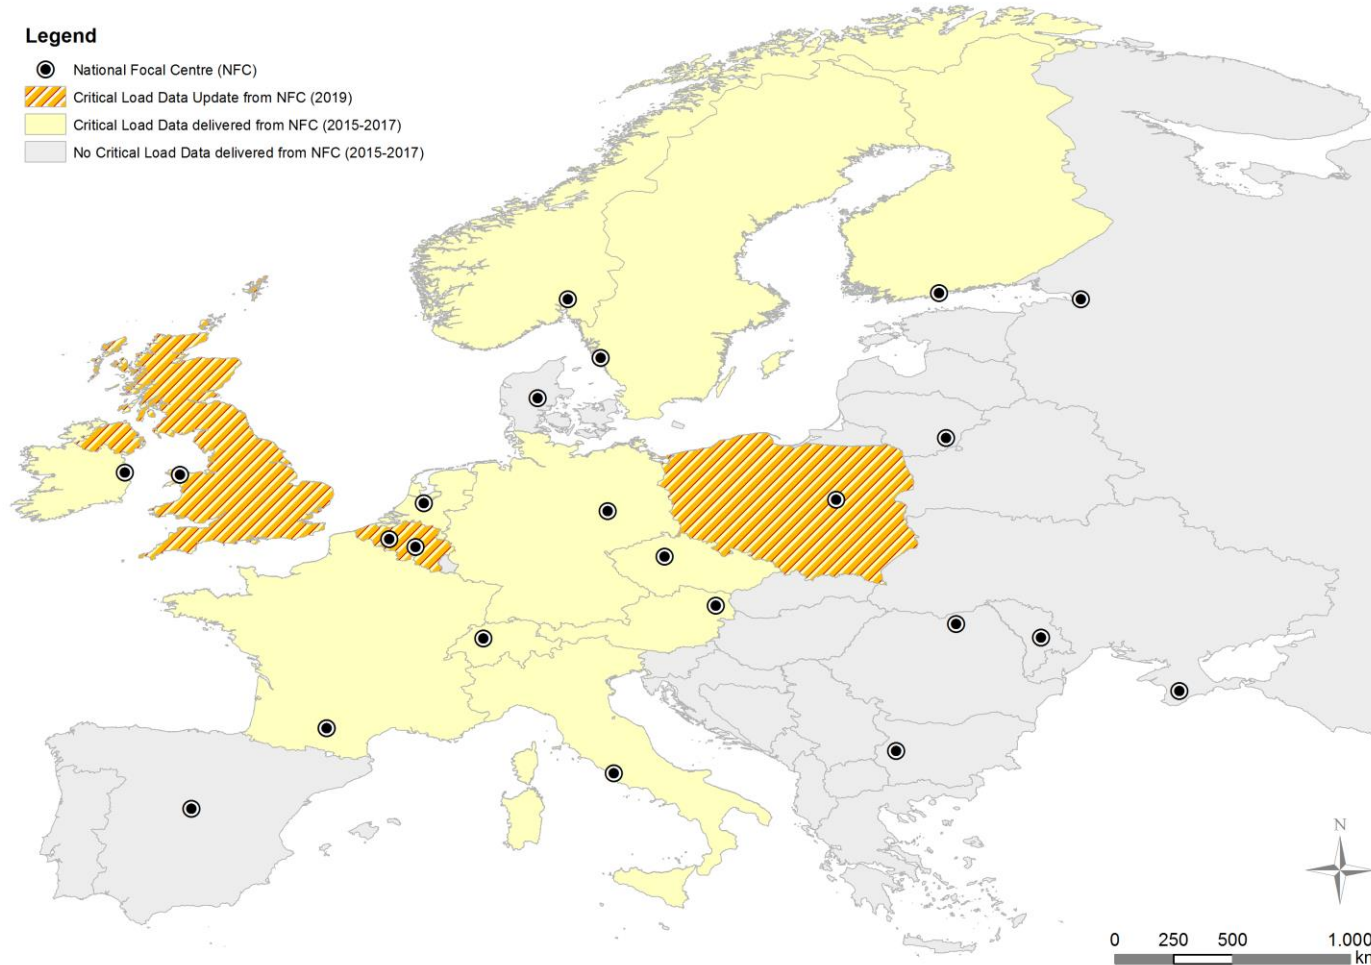 Legend
National Focal Centre (NFC)
Critical Load Data Update from NFC (2019)
Critical Load Data delivered from NFC (2015-2017)
No Critical Load Data delivered from NFC (2015-2017)
N
0 250 500 1.000
km